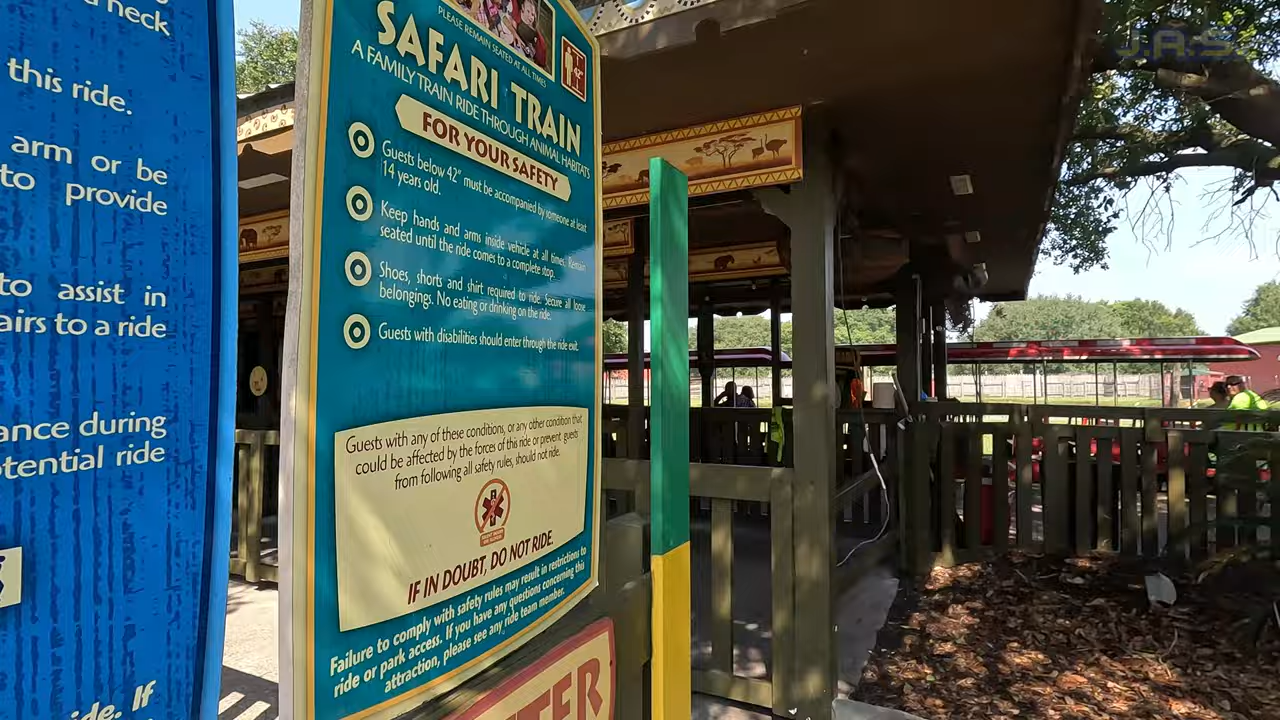 neck
this ride.
arm or be
to provide
to assist in
airs to a ride
ance during
otential ride
ide. If
PLEASE REMAIN SEATED AT ALL TIMES
42"
SAFARI TRAIN
A FAMILY TRAIN RIDE THROUGH ANIMAL HABITATS
FOR YOUR SAFETY
Guests below 42" must be accompanied by someone at least
14 years old.
Keep hands and arms inside vehicle at all times. Remain
seated until the ride comes to a complete stop.
Shoes, shorts and shirt required to ride. Secure all loose
belongings. No eating or drinking on the ride.
Guests with disabilities should enter through the ride exit.
Guests with any of these conditions, or any other condition that
could be affected by the forces of this ride or prevent guests
from following all safety rules, should not ride.
IF IN DOUBT, DO NOT RIDE.
Failure to comply with safety rules may result in restrictions to
ride or park access. If you have any questions concerning this
attraction, please see any ride team member.
TER
J.A.S.